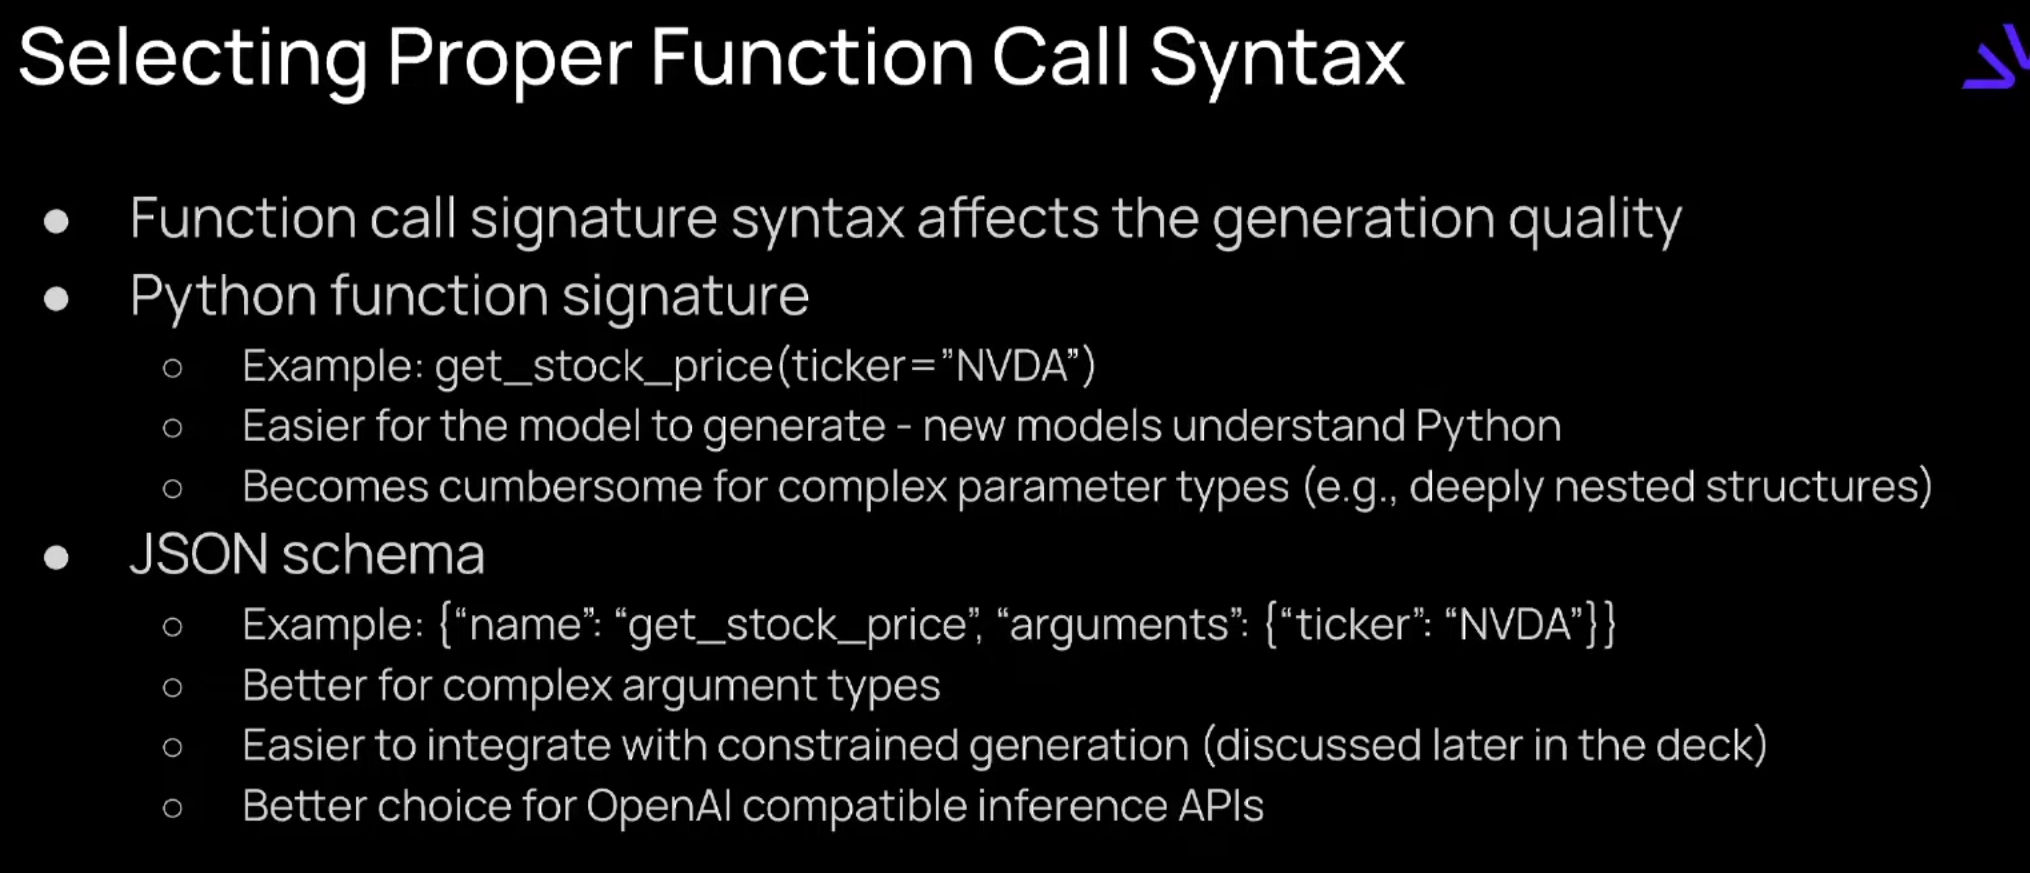 Selecting Proper Function Call Syntax
● Function call signature syntax affects the generation quality
● Python function signature
○ Example: get_stock_price(ticker=”NVDA”)
○ Easier for the model to generate - new models understand Python
○ Becomes cumbersome for complex parameter types (e.g., deeply nested structures)
● JSON schema
○ Example: {“name”: “get_stock_price”, “arguments”: {“ticker”: “NVDA”}}
○ Better for complex argument types
○ Easier to integrate with constrained generation (discussed later in the deck)
○ Better choice for OpenAI compatible inference APIs